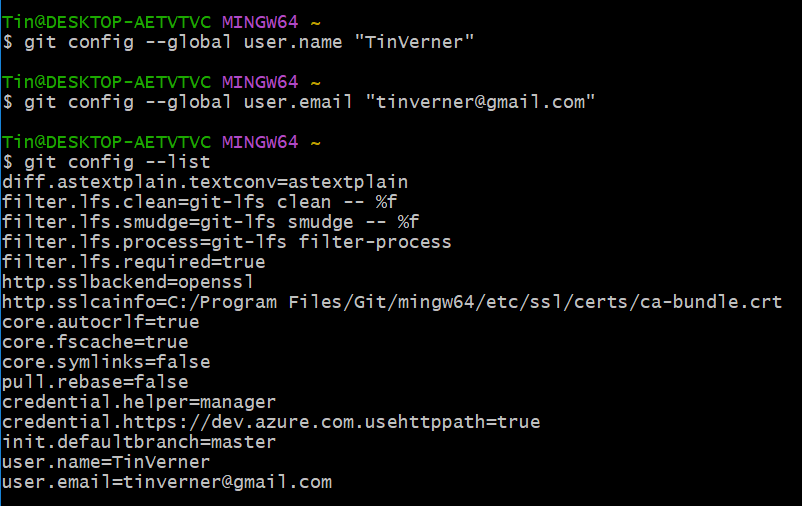 Tin@DESKTOP-AETVTVC MINGW64 ~
$ git config --global user.name "TinVerner"
Tin@DESKTOP-AETVTVC MINGW64 ~
$ git config --global user.email "tinverner@gmail.com"
Tin@DESKTOP-AETVTVC MINGW64 ~
$ git config --list
diff.astextplain.textconv=astextplain
filter.lfs.clean=git-lfs clean -- %f
filter.lfs.smudge=git-lfs smudge -- %f
filter.lfs.process=git-lfs filter-process
filter.lfs.required=true
http.sslbackend=openssl
http.sslcainfo=C:/Program Files/Git/mingw64/etc/ssl/certs/ca-bundle.crt
core.autocrlf=true
core.fscache=true
core.symlinks=false
pull.rebase=false
credential.helper=manager
credential.https://dev.azure.com.usehttppath=true
init.defaultbranch=master
user.name=TinVerner
user.email=tinverner@gmail.com